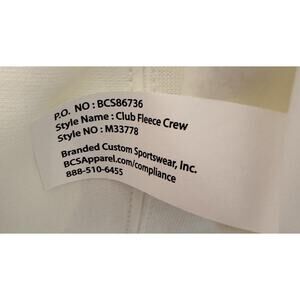 P.O. NO : BCS86736
Style Name : Club Fleece Crew
Style NO : M33778
Branded Custom Sportswear, Inc.
BCSApparel.com/compliance
888-510-6455